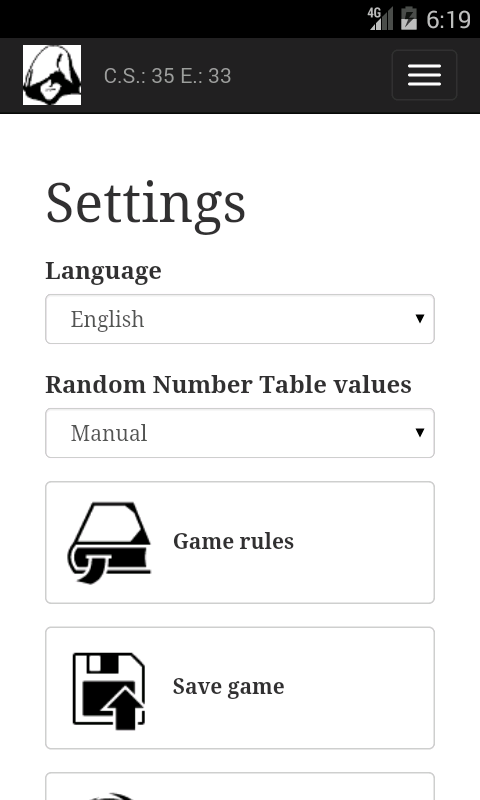 4G 6:19
C.S.: 35 E.: 33
Settings
Language
English
Random Number Table values
Manual
Game rules
Save game